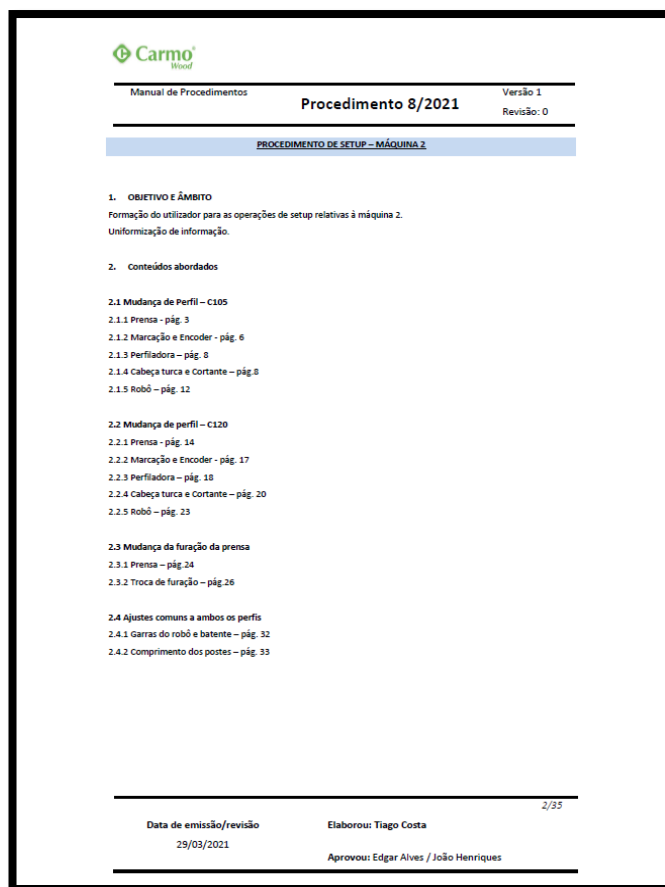 Carmo
Wood
Manual de Procedimentos
Procedimento 8/2021
Versão 1
Revisão: 0
PROCEDIMENTO DE SETUP – MÁQUINA 2
1. OBJETIVO E ÂMBITO
Formação do utilizador para as operações de setup relativas à máquina 2.
Uniformização de informação.
2. Conteúdos abordados
2.1 Mudança de Perfil – C105
2.1.1 Prensa - pág. 3
2.1.2 Marcação e Encoder - pág. 6
2.1.3 Perfiladora – pág. 8
2.1.4 Cabeça turca e Cortante – pág.8
2.1.5 Robô – pág. 12
2.2 Mudança de perfil – C120
2.2.1 Prensa - pág. 14
2.2.2 Marcação e Encoder - pág. 17
2.2.3 Perfiladora – pág. 18
2.2.4 Cabeça turca e Cortante – pág. 20
2.2.5 Robô – pág. 23
2.3 Mudança da furação da prensa
2.3.1 Prensa – pág.24
2.3.2 Troca de furação – pág.26
2.4 Ajustes comuns a ambos os perfis
2.4.1 Garras do robô e batente – pág. 32
2.4.2 Comprimento dos postes – pág. 33
2/35
Data de emissão/revisão
29/03/2021
Elaborou: Tiago Costa
Aprovou: Edgar Alves / João Henriques